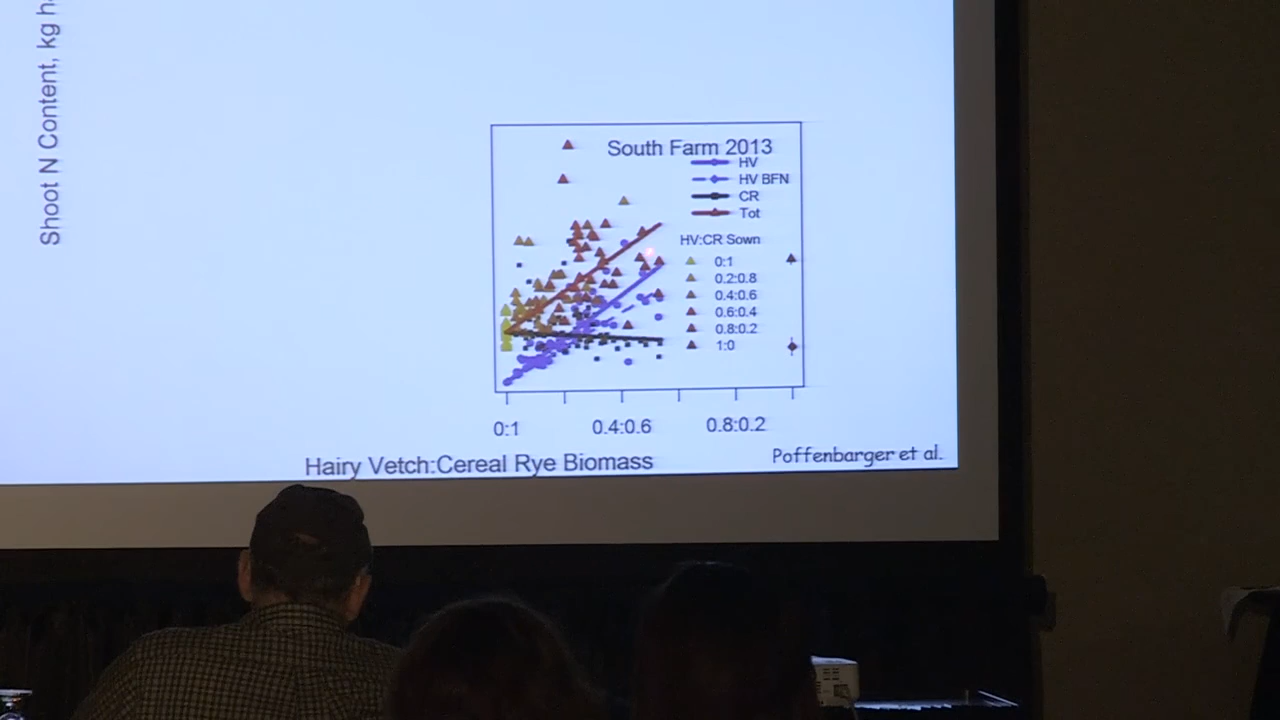 Shoot N Content, kg h
South Farm 2013
HV
HV BFN
CR
Tot
HV:CR Sown
0:1
0.2:0.8
0.4:0.6
0.6:0.4
0.8:0.2
1:0
0:1 0.4:0.6 0.8:0.2
Hairy Vetch:Cereal Rye Biomass
Poffenbarger et al.